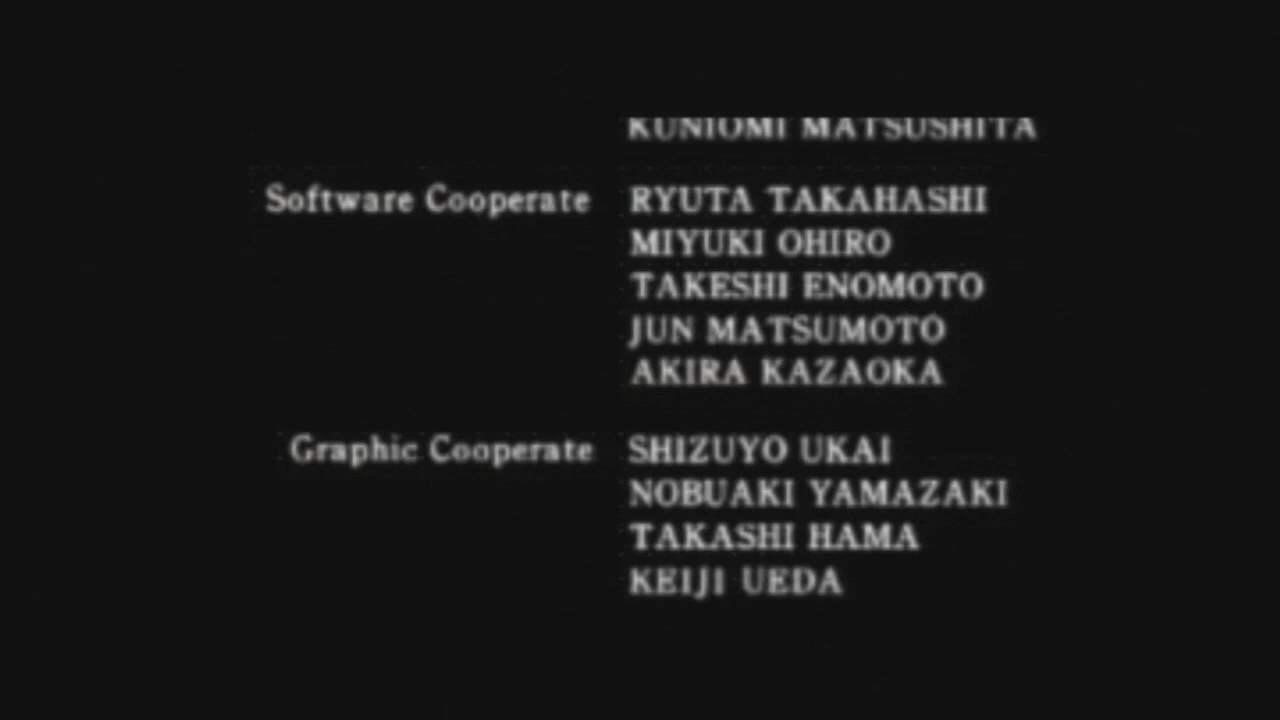 KUNIOMI MATSUSHITA
Software Cooperate RYUTA TAKAHASHI
MIYUKI OHIRO
TAKESHI ENOMOTO
JUN MATSUMOTO
AKIRA KAZAOKA
Graphic Cooperate SHIZUYO UKAI
NOBUAKI YAMAZAKI
TAKASHI HAMA
KEIJI UEDA